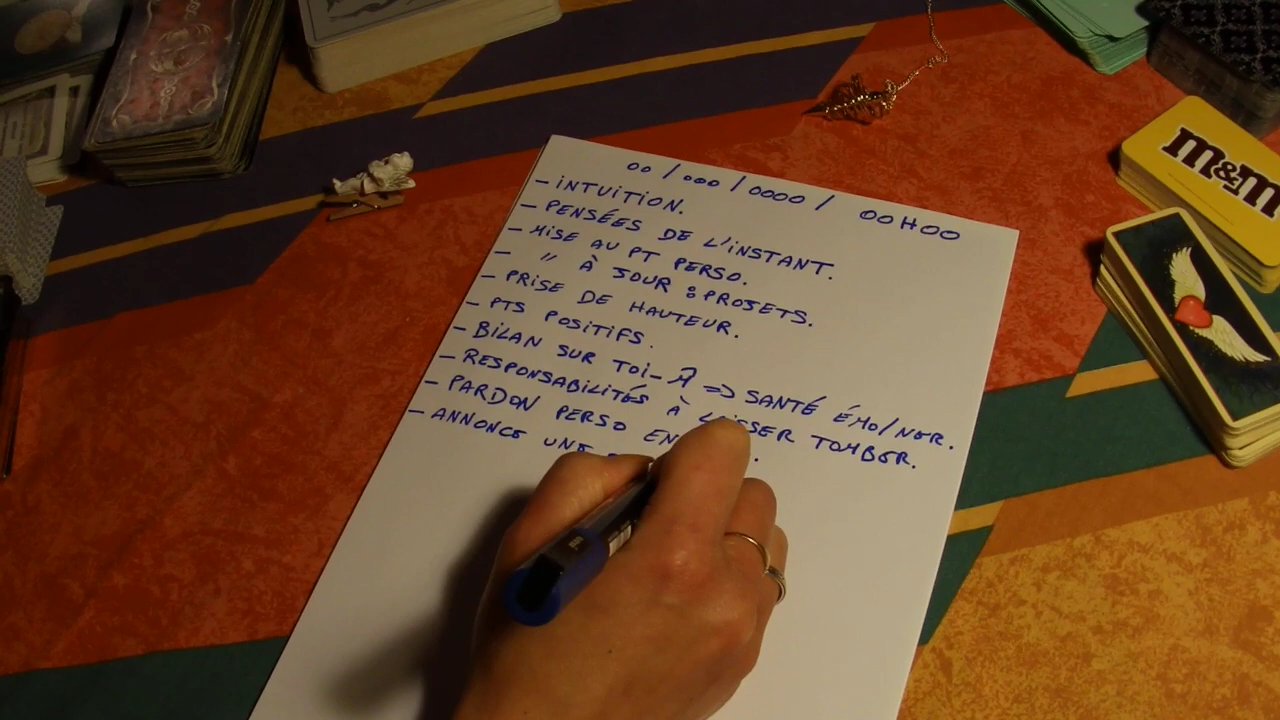 00 / 000 / 0000 / 00H00
- INTUITION.
- PENSÉES DE L'INSTANT.
- MISE AU PT PERSO.
- " À JOUR : PROJETS.
- PRISE DE HAUTEUR.
- PTS POSITIFS.
- BILAN SUR TOI- => SANTÉ ÉMO/NER.
- RESPONSABILITÉS À LAISSER TOMBER.
- PARDON PERSO
- ANNONCE UNE
M&M